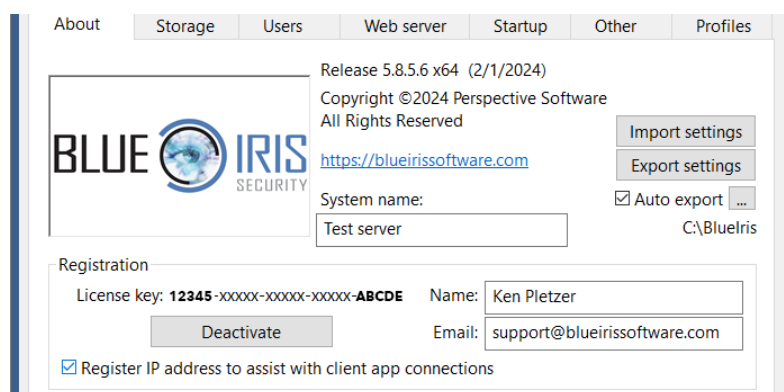 About Storage Users Web server Startup Other Profiles
BLUE IRIS
SECURITY
Release 5.8.5.6 x64 (2/1/2024)
Copyright ©2024 Perspective Software
All Rights Reserved
https://blueirissoftware.com
System name:
Test server
Import settings
Export settings
Auto export ...
C:\BlueIris
Registration
License key: 12345-xxxxx-xxxxx-xxxxx-ABCDE Name: Ken Pletzer
Deactivate Email: support@blueirissoftware.com
Register IP address to assist with client app connections